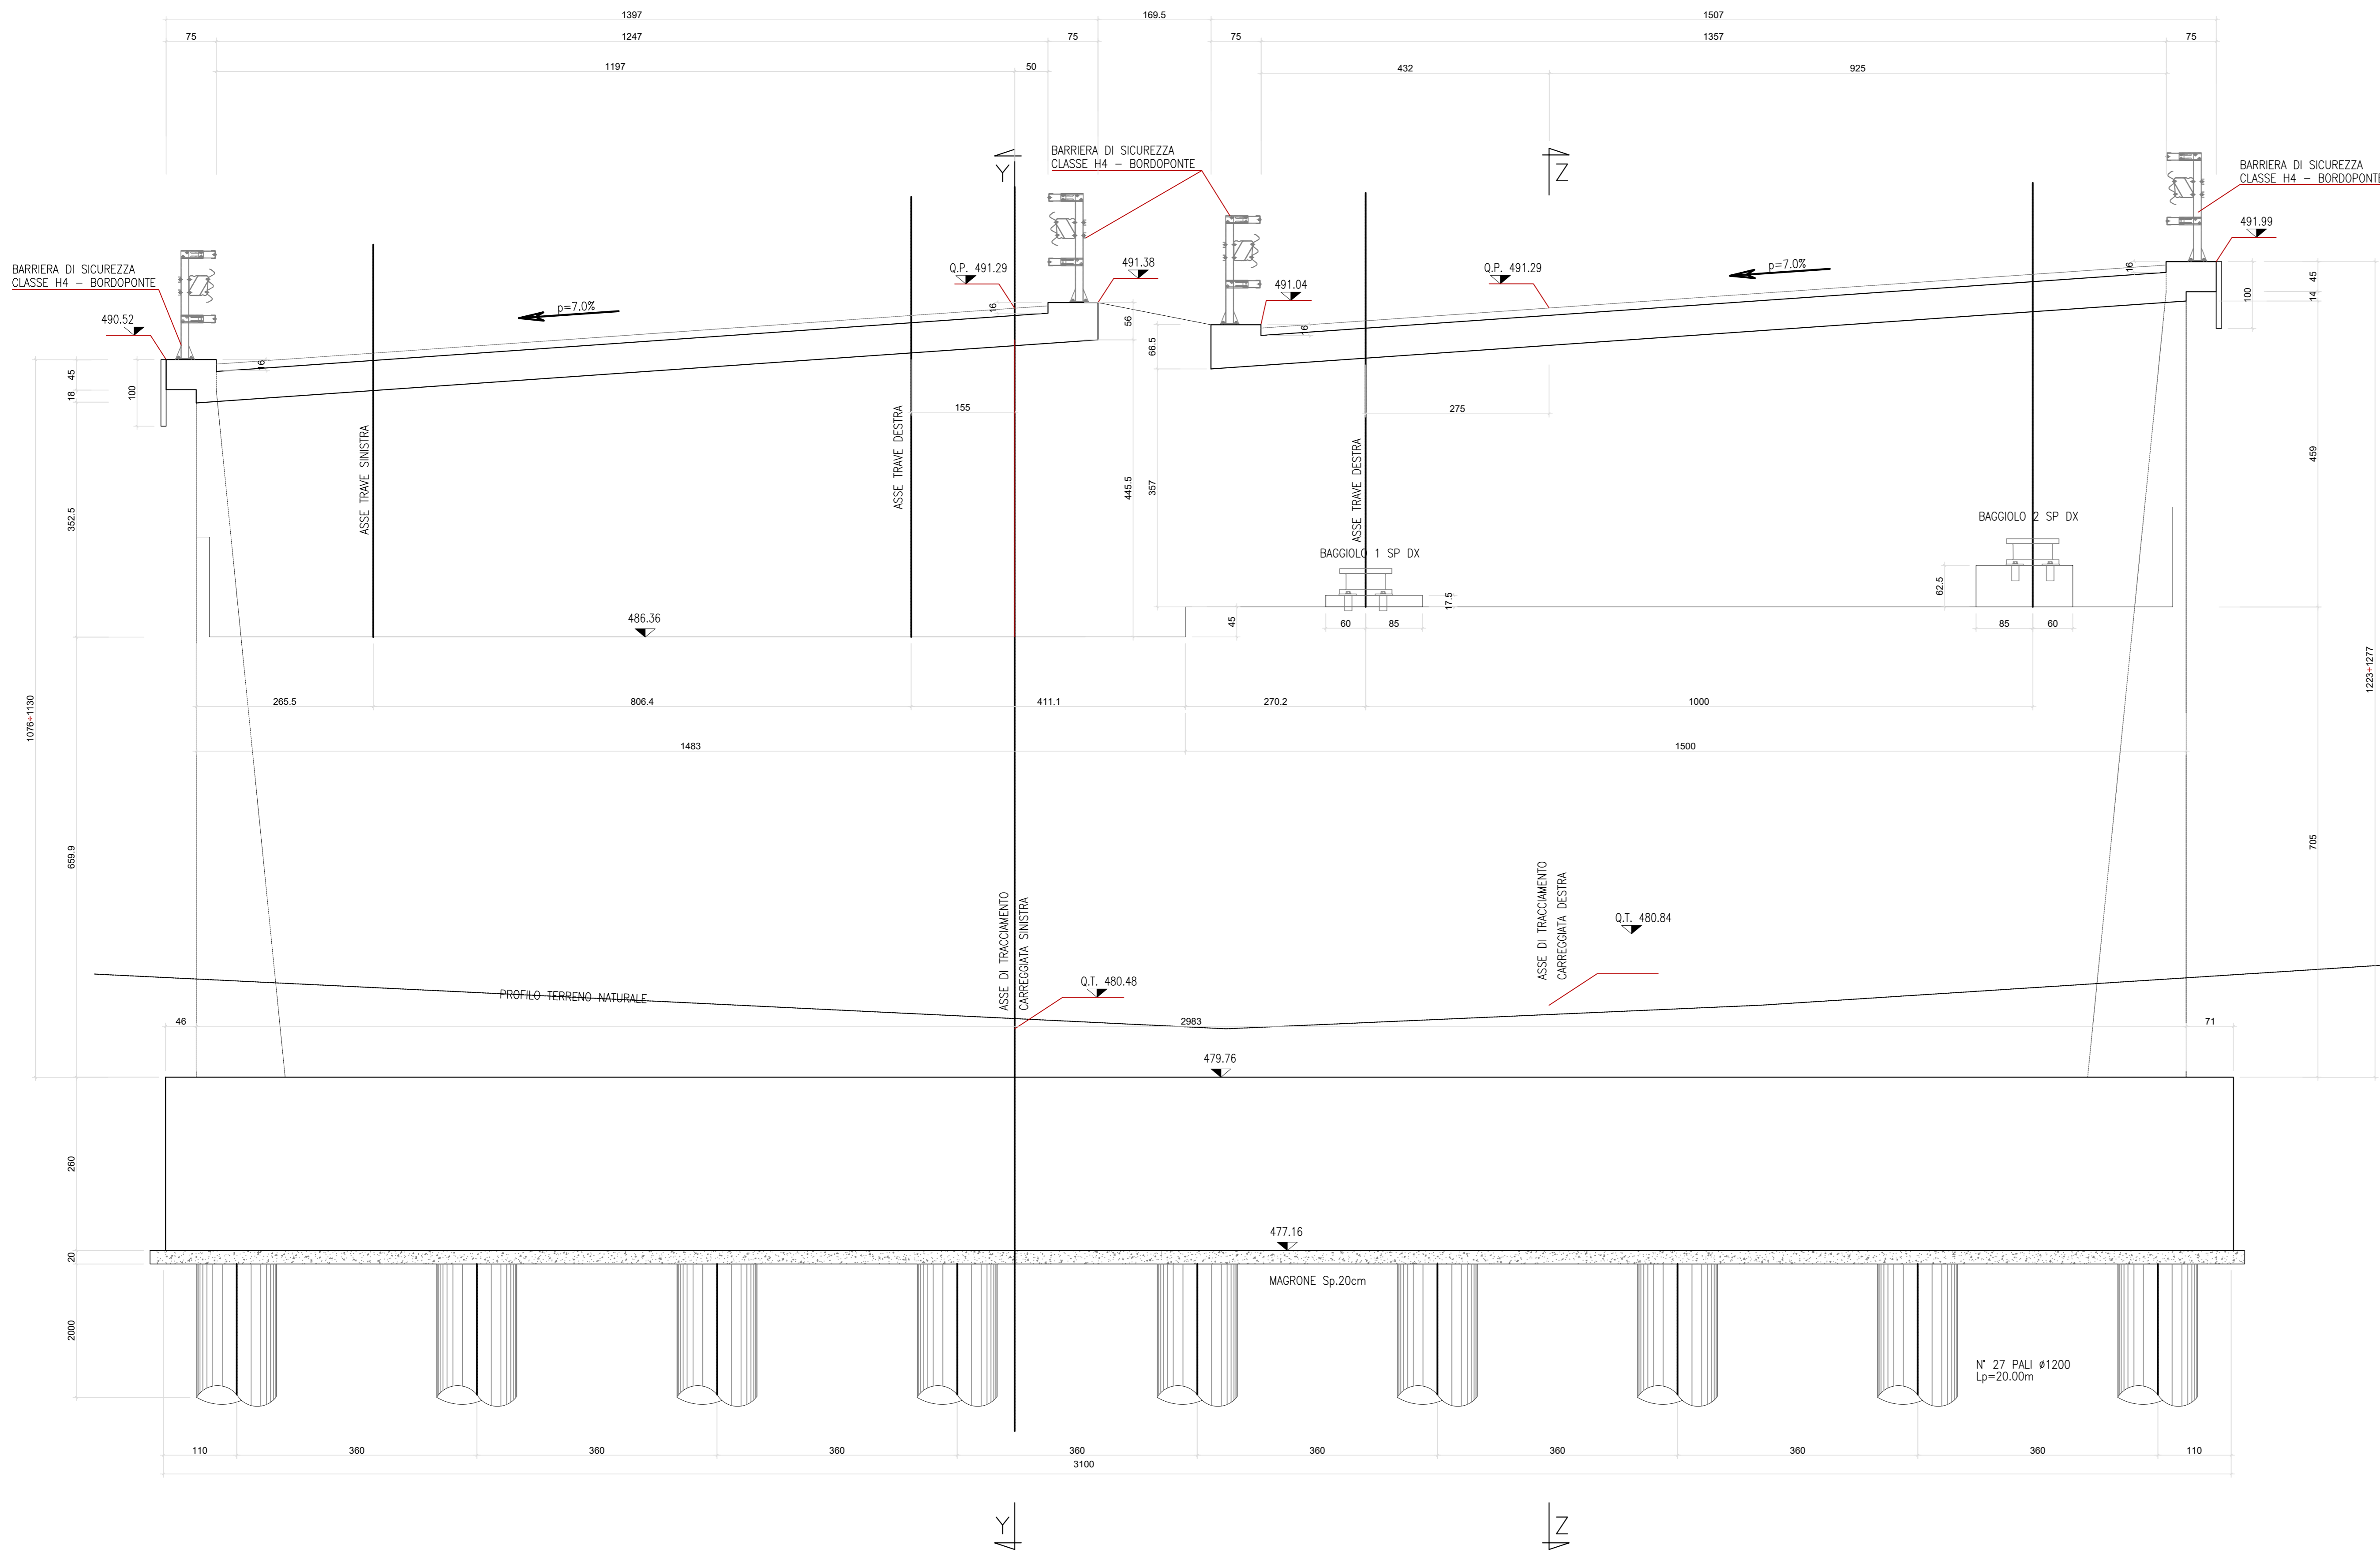 1397
169.5
1507
75
1247
75
75
1357
75
1197
50
432
925
Y
Z
BARRIERA DI SICUREZZA
CLASSE H4 – BORDOPONTE
BARRIERA DI SICUREZZA
CLASSE H4 – BORDOPONTE
BARRIERA DI SICUREZZA
CLASSE H4 – BORDOPONTE
491.99
490.52
Q.P. 491.29
491.38
491.04
Q.P. 491.29
p=7.0%
p=7.0%
16
16
16
16
45
18
100
56
66.5
100
45
14
155
275
ASSE TRAVE SINISTRA
ASSE TRAVE DESTRA
ASSE TRAVE DESTRA
352.5
445.5
357
459
BAGGIOLO 1 SP DX
BAGGIOLO 2 SP DX
17.5
62.5
486.36
45
60
85
85
60
1076÷1130
1223÷1277
265.5
806.4
411.1
270.2
1000
1483
1500
659.9
705
ASSE DI TRACCIAMENTO
CARREGGIATA SINISTRA
ASSE DI TRACCIAMENTO
CARREGGIATA DESTRA
Q.T. 480.84
Q.T. 480.48
PROFILO TERRENO NATURALE
46
2983
71
479.76
260
477.16
20
MAGRONE Sp.20cm
2000
N° 27 PALI ø1200
Lp=20.00m
110
360
360
360
360
360
360
360
360
110
3100
Y
Z